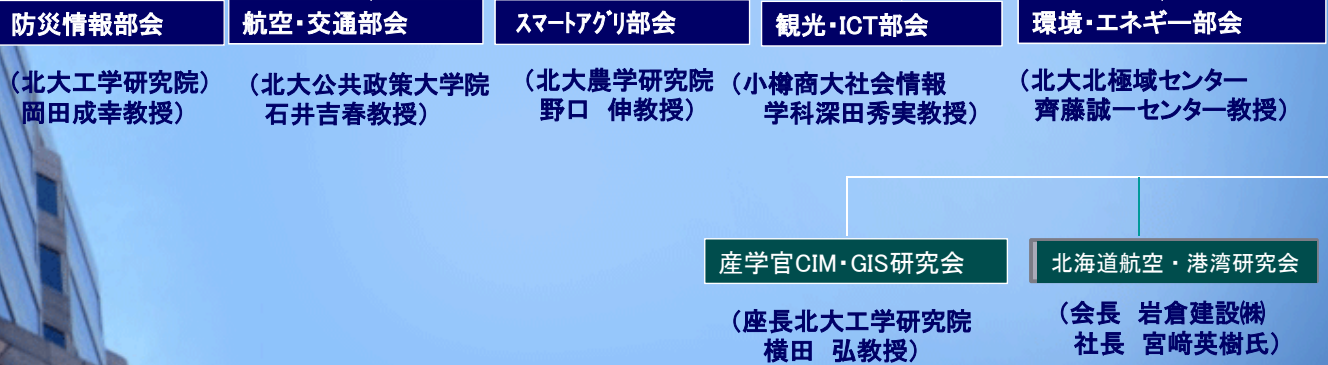 防災情報部会
(北大工学研究院)
岡田成幸教授)
航空・交通部会
(北大公共政策大学院
石井吉春教授)
スマートアグリ部会
(北大農学研究院
野口 伸教授)
観光・ICT部会
(小樽商大社会情報
学科深田秀実教授)
環境・エネギー部会
(北大北極域センター
齊藤誠一センター教授)
産学官CIM・GIS研究会
(座長北大工学研究院
横田 弘教授)
北海道航空・港湾研究会
(会長 岩倉建設㈱
社長 宮﨑英樹氏)